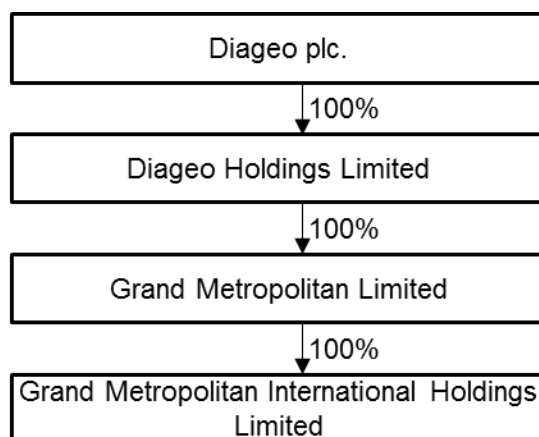 Diageo plc.
100%
Diageo Holdings Limited
100%
Grand Metropolitan Limited
100%
Grand Metropolitan International Holdings
Limited